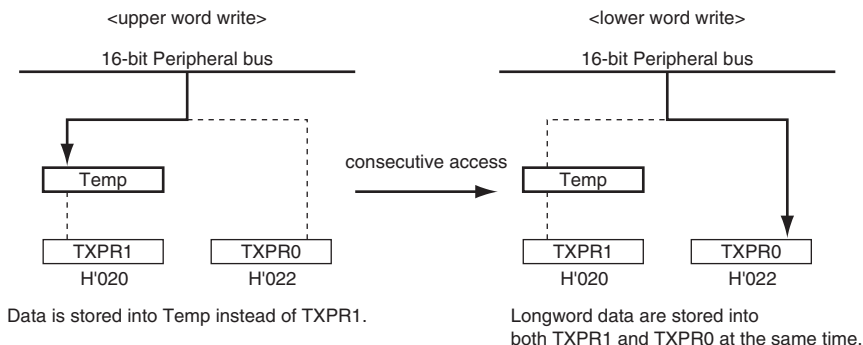 <upper word write>
16-bit Peripheral bus
Temp
TXPR1
TXPR0
H'020
H'022
Data is stored into Temp instead of TXPR1.
consecutive access
<lower word write>
16-bit Peripheral bus
Temp
TXPR1
TXPR0
H'020
H'022
Longword data are stored into
both TXPR1 and TXPR0 at the same time.